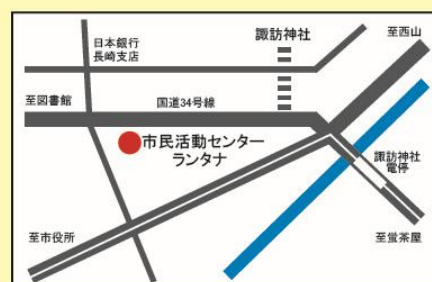 日本銀行
長崎支店
諏訪神社
至西山
至図書館
国道34号線
市民活動センター
ランタナ
諏訪神社
電停
至市役所
至蛍茶屋